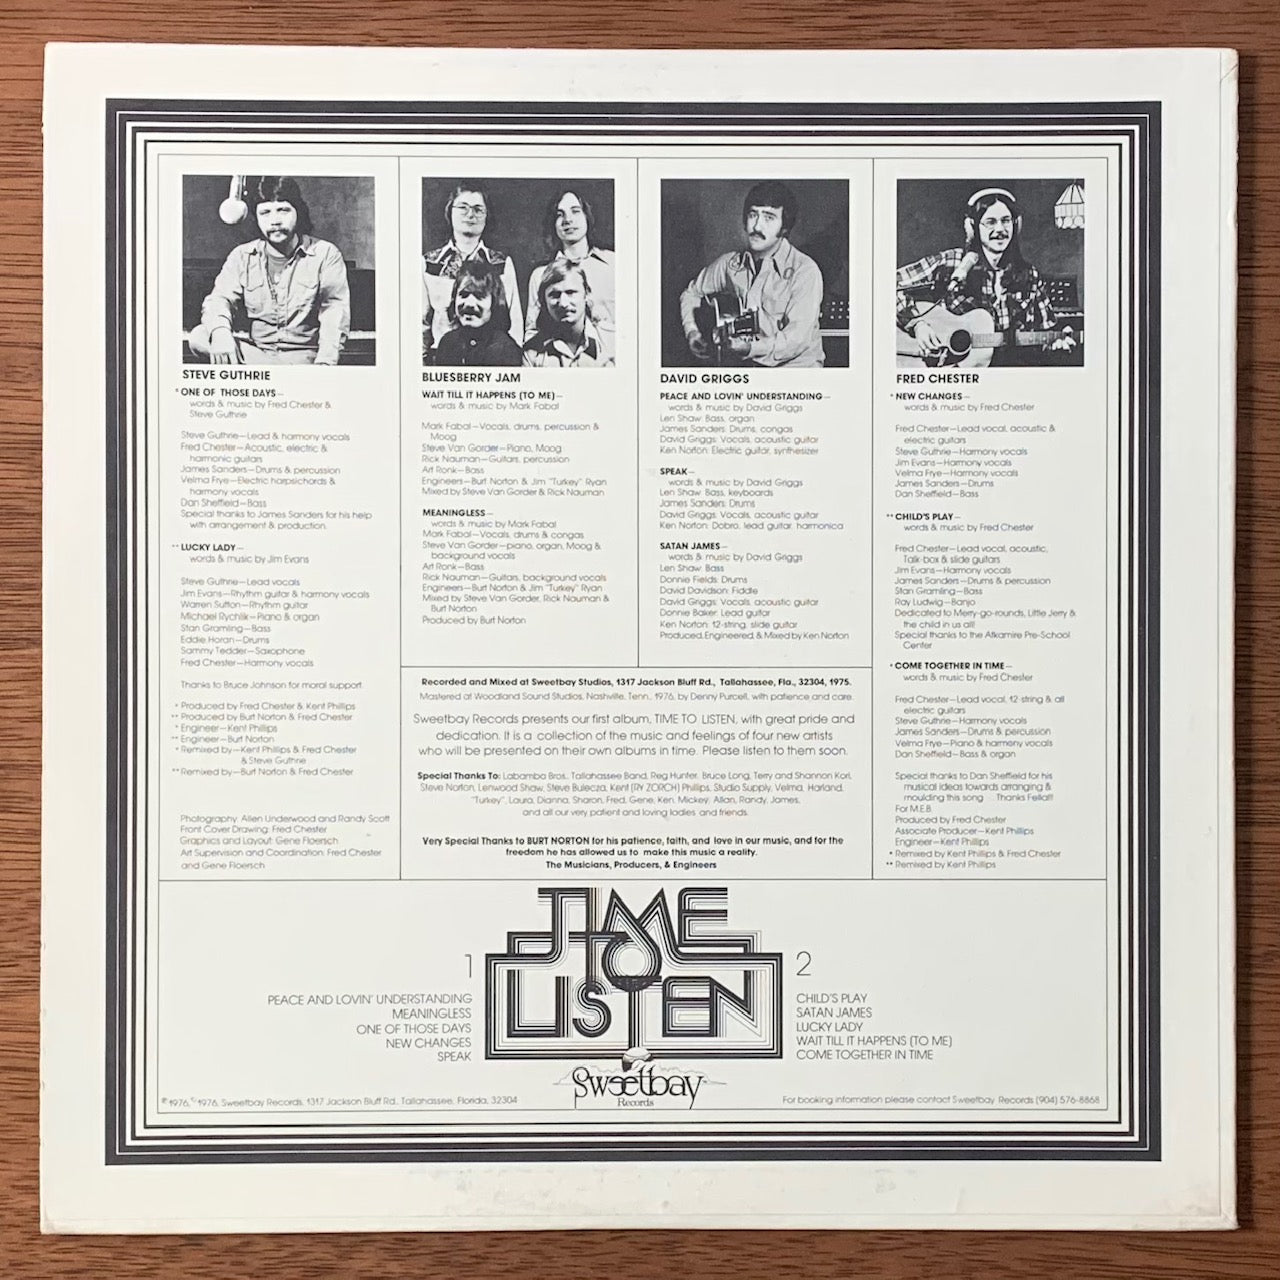 STEVE GUTHRIE
* ONE OF THOSE DAYS—
words & music by Fred Chester &
Steve Guthrie
Steve Guthrie—Lead & harmony vocals
Fred Chester—Acoustic, electric &
harmonic guitars
James Sanders—Drums & percussion
Velma Frye—Electric harpsichords &
harmony vocals
Dan Sheffield—Bass
Special thanks to James Sanders for his help
with arrangement & production.
** LUCKY LADY—
words & music by Jim Evans
Steve Guthrie—Lead vocals
Jim Evans—Rhythm guitar & harmony vocals
Warren Sutton—Rhythm guitar
Michael Rychlik—Piano & organ
Stan Gramling—Bass
Eddie Horan—Drums
Sammy Tedder—Saxophone
Fred Chester—Harmony vocals
Thanks to Bruce Johnson for moral support.
* Produced by Fred Chester & Kent Phillips
** Produced by Burt Norton & Fred Chester
* Engineer—Kent Phillips
** Engineer—Burt Norton
* Remixed by—Kent Phillips & Fred Chester
& Steve Guthrie
** Remixed by—Burt Norton & Fred Chester
Photography: Allen Underwood and Randy Scott
Front Cover Drawing: Fred Chester
Graphics and Layout: Gene Floersch
Art Supervision and Coordination: Fred Chester
and Gene Floersch
BLUESBERRY JAM
WAIT TILL IT HAPPENS (TO ME)—
words & music by Mark Fabal
Mark Fabal—Vocals, drums, percussion &
Moog
Steve Van Gorder—Piano, Moog
Rick Nauman—Guitars, percussion
Art Ronk—Bass
Engineers—Burt Norton & Jim "Turkey" Ryan
Mixed by Steve Van Gorder & Rick Nauman
MEANINGLESS—
words & music by Mark Fabal
Mark Fabal—Vocals, drums & congas
Steve Van Gorder—piano, organ, Moog &
background vocals
Art Ronk—Bass
Rick Nauman—Guitars, background vocals
Engineers—Burt Norton & Jim "Turkey" Ryan
Mixed by Steve Van Gorder, Rick Nauman &
Burt Norton
Produced by Burt Norton
DAVID GRIGGS
PEACE AND LOVIN' UNDERSTANDING—
words & music by David Griggs
Len Shaw: Bass, organ
James Sanders: Drums, congas
David Griggs: Vocals, acoustic guitar
Ken Norton: Electric guitar, synthesizer
SPEAK—
words & music by David Griggs
Len Shaw: Bass, keyboards
James Sanders: Drums
David Griggs: Vocals, acoustic guitar
Ken Norton: Dobro, lead guitar, harmonica
SATAN JAMES—
words & music by David Griggs
Len Shaw: Bass
Donnie Fields: Drums
David Davidson: Fiddle
David Griggs: Vocals, acoustic guitar
Donnie Baker: Lead guitar
Ken Norton: 12-string, slide guitar
Produced, Engineered, & Mixed by Ken Norton
FRED CHESTER
* NEW CHANGES—
words & music by Fred Chester
Fred Chester—Lead vocal, acoustic &
electric guitars
Steve Guthrie—Harmony vocals
Jim Evans—Harmony vocals
Velma Frye—Harmony vocals
James Sanders—Drums
Dan Sheffield—Bass
** CHILD'S PLAY—
words & music by Fred Chester
Fred Chester—Lead vocal, acoustic,
Talk-box & slide guitars
Jim Evans—Harmony vocals
James Sanders—Drums & percussion
Stan Gramling—Bass
Ray Ludwig—Banjo
Dedicated to Merry-go-rounds, Little Jerry &
the child in us all!
Special thanks to the Alkamire Pre-School
Center
* COME TOGETHER IN TIME—
words & music by Fred Chester
Fred Chester—Lead vocal, 12-string & all
electric guitars
Steve Guthrie—Harmony vocals
James Sanders—Drums & percussion
Velma Frye—Piano & harmony vocals
Dan Sheffield—Bass & organ
Special thanks to Dan Sheffield for his
musical ideas towards arranging &
moulding this song Thanks Fella!!
For M.E.B.
Produced by Fred Chester
Associate Producer—Kent Phillips
Engineer—Kent Phillips
* Remixed by Kent Phillips & Fred Chester
** Remixed by Kent Phillips
Recorded and Mixed at Sweetbay Studios, 1317 Jackson Bluff Rd., Tallahassee, Fla., 32304, 1975.
Mastered at Woodland Sound Studios, Nashville, Tenn., 1976, by Denny Purcell, with patience and care.
Sweetbay Records presents our first album, TIME TO LISTEN, with great pride and
dedication. It is a collection of the music and feelings of four new artists
who will be presented on their own albums in time. Please listen to them soon.
Special Thanks To: Labamba Bros., Tallahassee Band, Reg Hunter, Bruce Long, Terry and Shannon Kori,
Steve Norton, Lenwood Shaw, Steve Bulecza, Kent (RY ZORCH) Phillips, Studio Supply, Velma, Harland,
"Turkey", Laura, Dianna, Sharon, Fred, Gene, Ken, Mickey, Allan, Randy, James,
and all our very patient and loving ladies and friends.
Very Special Thanks to BURT NORTON for his patience, faith, and love in our music, and for the
freedom he has allowed us to make this music a reality.
The Musicians, Producers, & Engineers
TIME
TO
LISTEN
1
PEACE AND LOVIN' UNDERSTANDING
MEANINGLESS
ONE OF THOSE DAYS
NEW CHANGES
SPEAK
2
CHILD'S PLAY
SATAN JAMES
LUCKY LADY
WAIT TILL IT HAPPENS (TO ME)
COME TOGETHER IN TIME
Sweetbay
Records
℗1976, ©1976, Sweetbay Records, 1317 Jackson Bluff Rd., Tallahassee, Florida, 32304
For booking information please contact Sweetbay Records (904) 576-8868